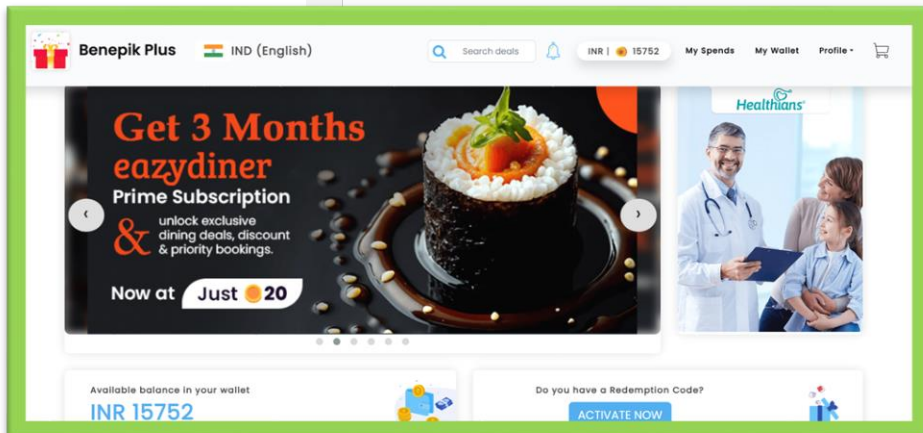 Benepik Plus
IND (English)
Search deals
INR | 15752
My Spends
My Wallet
Profile
Get 3 Months
eazydiner
Prime Subscription
& unlock exclusive
dining deals, discount
& priority bookings.
Now at Just 20
Healthians
Available balance in your wallet
INR 15752
Do you have a Redemption Code?
ACTIVATE NOW